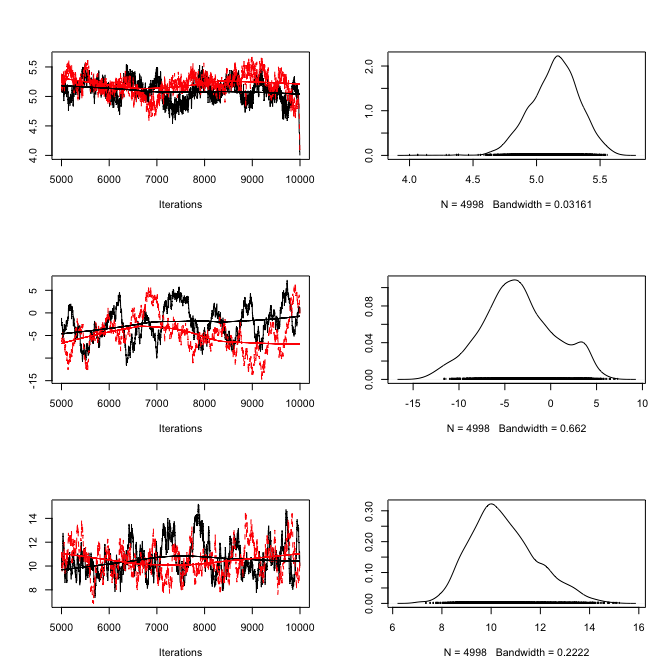 4.0 4.5 5.0 5.5
5000 6000 7000 8000 9000 10000
Iterations
0.0 1.0 2.0
4.0 4.5 5.0 5.5
N = 4998 Bandwidth = 0.03161
-15 -5 0 5
5000 6000 7000 8000 9000 10000
Iterations
0.00 0.04 0.08
-15 -10 -5 0 5 10
N = 4998 Bandwidth = 0.662
8 10 12 14
5000 6000 7000 8000 9000 10000
Iterations
0.00 0.10 0.20 0.30
6 8 10 12 14 16
N = 4998 Bandwidth = 0.2222